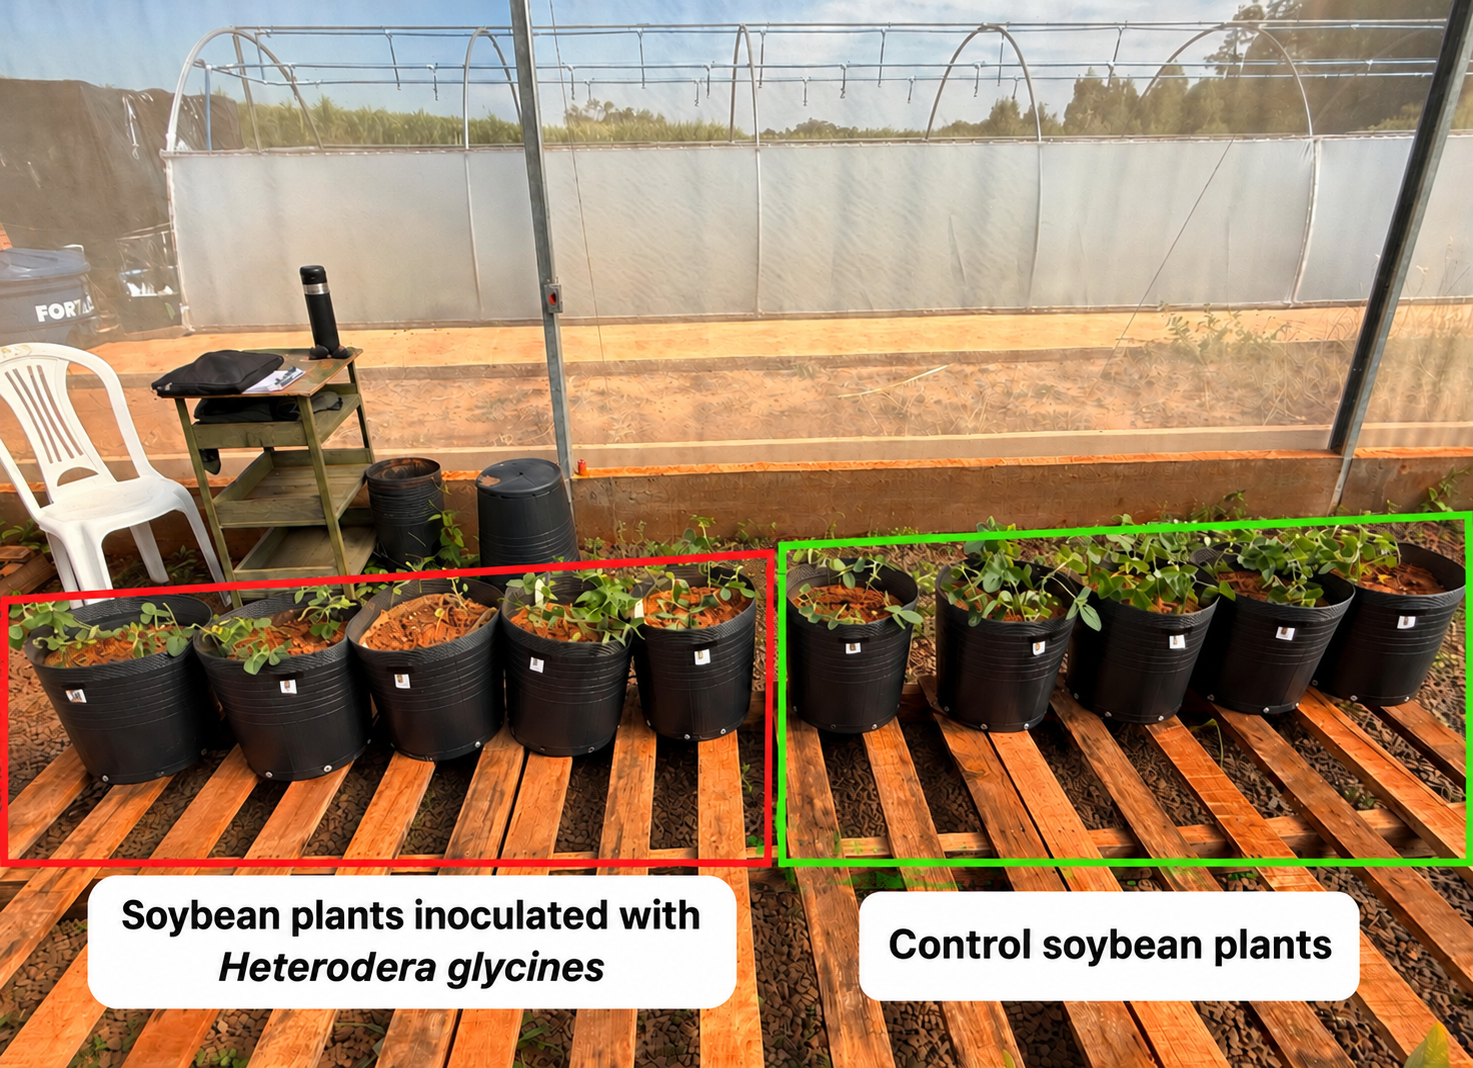 Soybean plants inoculated with
Heterodera glycines
Control soybean plants